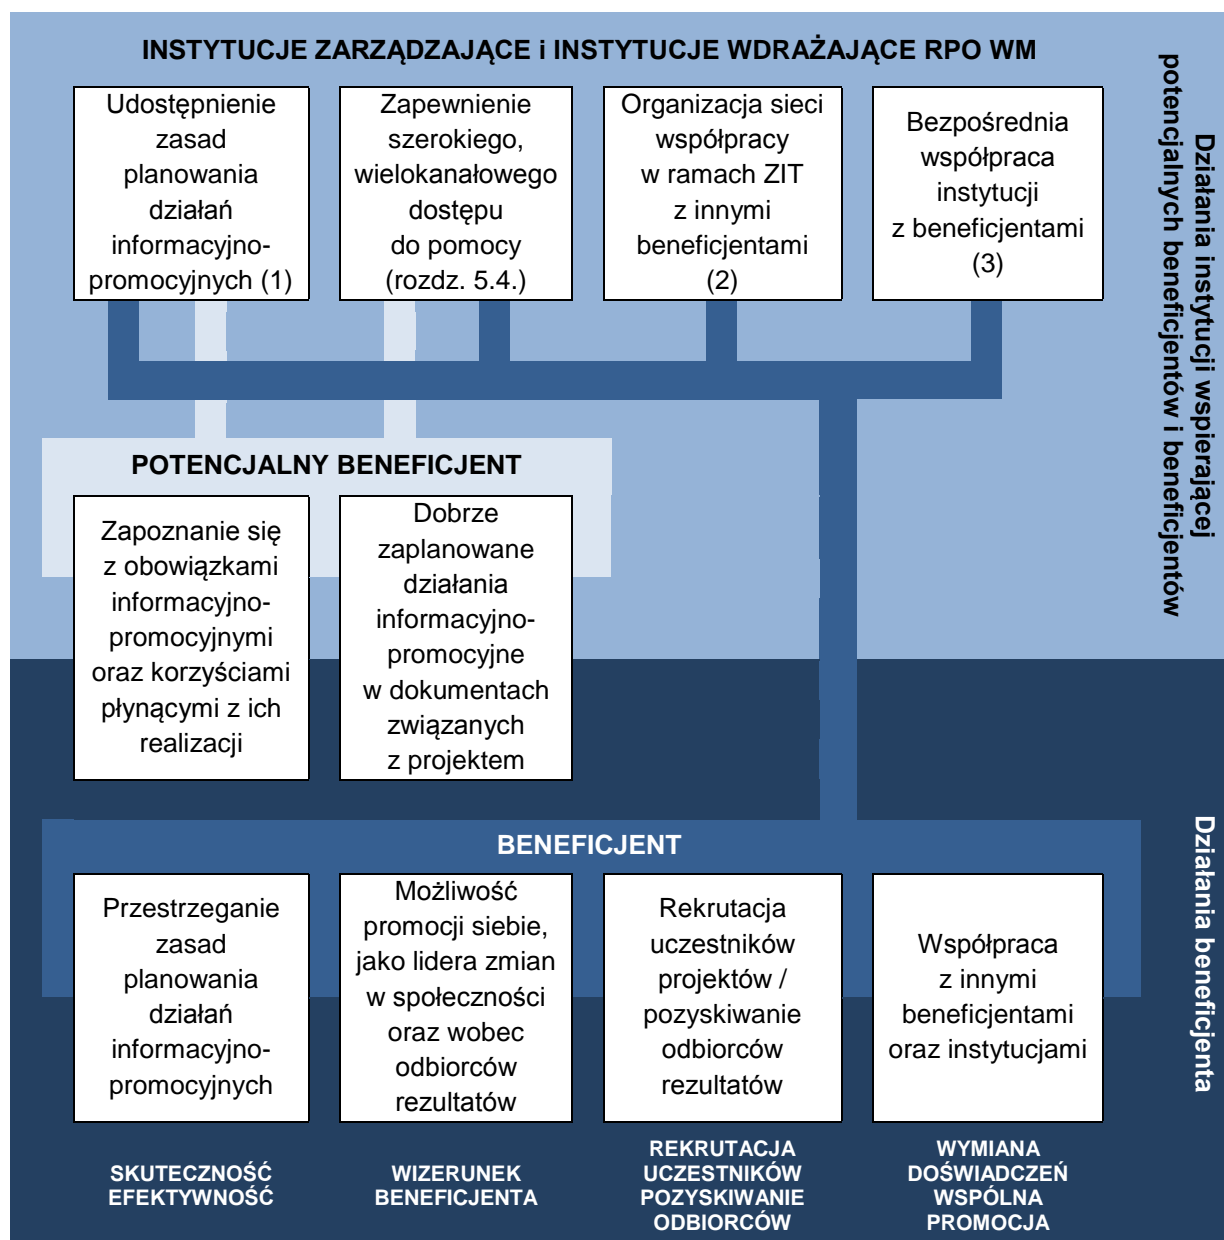 INSTYTUCJE ZARZĄDZAJĄCE i INSTYTUCJE WDRAŻAJĄCE RPO WM
Udostępnienie
zasad
planowania
działań
informacyjno-
promocyjnych (1)
Zapewnienie
szerokiego,
wielokanałowego
dostępu
do pomocy
(rozdz. 5.4.)
Organizacja sieci
współpracy
w ramach ZIT
z innymi
beneficjentami
(2)
Bezpośrednia
współpraca
instytucji
z beneficjentami
(3)
Działania instytucji wspierającej
potencjalnych beneficjentów i beneficjentów
POTENCJALNY BENEFICJENT
Zapoznanie się
z obowiązkami
informacyjno-
promocyjnymi
oraz korzyściami
płynącymi z ich
realizacji
Dobrze
zaplanowane
działania
informacyjno-
promocyjne
w dokumentach
związanych
z projektem
BENEFICJENT
Przestrzeganie
zasad
planowania
działań
informacyjno-
promocyjnych
Możliwość
promocji siebie,
jako lidera zmian
w społeczności
oraz wobec
odbiorców
rezultatów
Rekrutacja
uczestników
projektów /
pozyskiwanie
odbiorców
rezultatów
Współpraca
z innymi
beneficjentami
oraz instytucjami
Działania beneficjenta
SKUTECZNOŚĆ
EFEKTYWNOŚĆ
WIZERUNEK
BENEFICJENTA
REKRUTACJA
UCZESTNIKÓW
POZYSKIWANIE
ODBIORCÓW
WYMIANA
DOŚWIADCZEŃ
WSPÓLNA
PROMOCJA